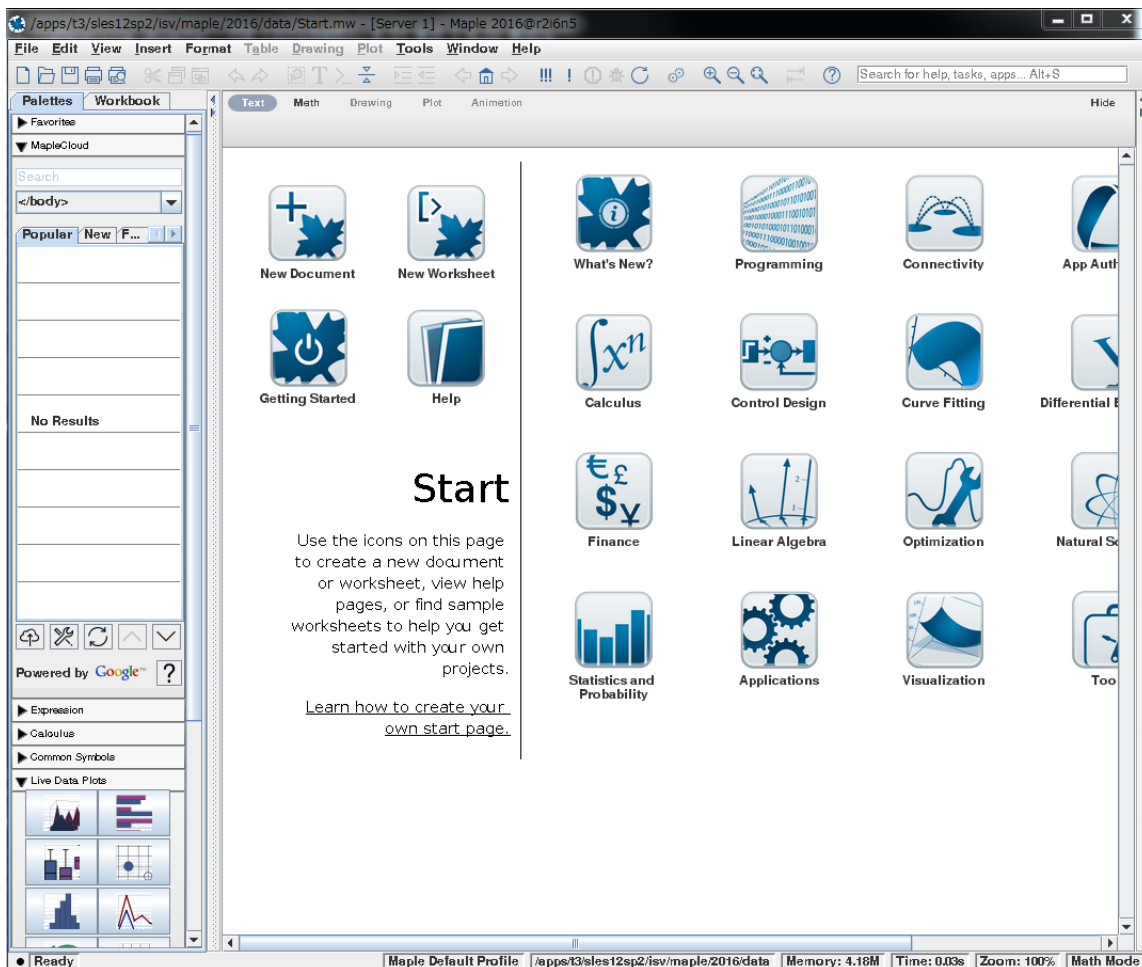 /apps/t3/sles12sp2/isv/maple/2016/data/Start.mw - [Server 1] - Maple 2016@r2i6n5
File Edit View Insert Format Table Drawing Plot Tools Window Help
Search for help, tasks, apps... Alt+S
Palettes Workbook
Text Math Drawing Plot Animation Hide
Favorites
MapleCloud
Search
</body>
Popular New F...
No Results
Powered by Google™
Expression
Calculus
Common Symbols
Live Data Plots
New Document New Worksheet
Getting Started Help
Start
Use the icons on this page
to create a new document
or worksheet, view help
pages, or find sample
worksheets to help you get
started with your own
projects.
Learn how to create your
own start page.
What's New? Programming Connectivity App Auth
Calculus Control Design Curve Fitting Differential E
Finance Linear Algebra Optimization Natural Sc
Statistics and
Probability
Applications Visualization Too
Ready Maple Default Profile /apps/t3/sles12sp2/isv/maple/2016/data Memory: 4.18M Time: 0.03s Zoom: 100% Math Mode